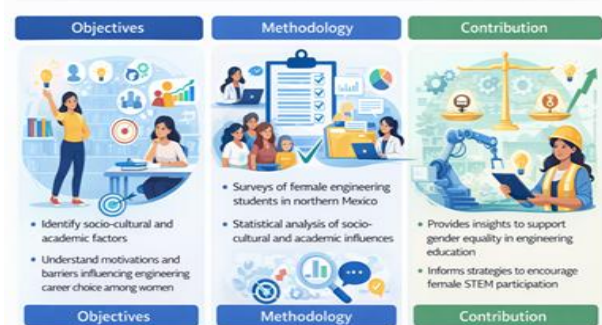 Objectives
Methodology
Contribution
• Identify socio-cultural and
academic factors
• Understand motivations and
barriers influencing engineering
career choice among women
• Surveys of female engineering
students in northern Mexico
• Statistical analysis of socio-
cultural and academic influences
• Provides insights to support
gender equality in engineering
education
• Informs strategies to encourage
female STEM participation
Objectives
Methodology
Contribution